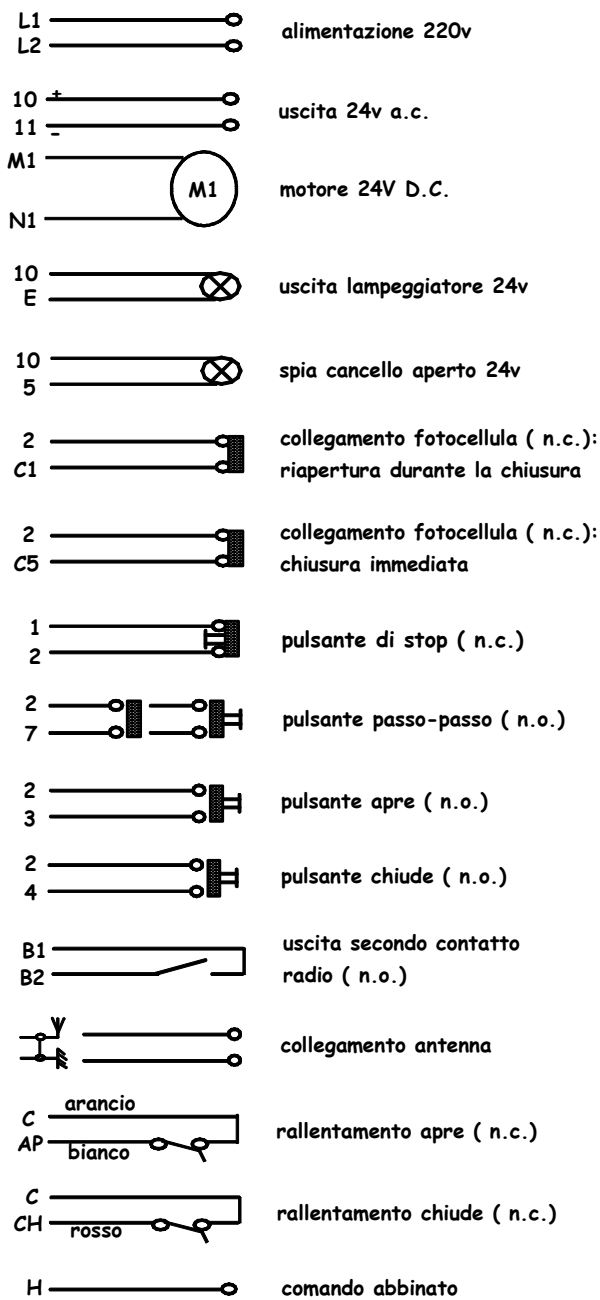 L1
L2
alimentazione 220v
10 +
11 -
uscita 24v a.c.
M1
N1
M1
motore 24V D.C.
10
E
uscita lampeggiatore 24v
10
5
spia cancello aperto 24v
2
C1
collegamento fotocellula ( n.c.):
riapertura durante la chiusura
2
C5
collegamento fotocellula ( n.c.):
chiusura immediata
1
2
pulsante di stop ( n.c.)
2
7
pulsante passo-passo ( n.o.)
2
3
pulsante apre ( n.o.)
2
4
pulsante chiude ( n.o.)
B1
B2
uscita secondo contatto
radio ( n.o.)
collegamento antenna
C arancio
AP bianco
rallentamento apre ( n.c.)
C
CH rosso
rallentamento chiude ( n.c.)
H
comando abbinato